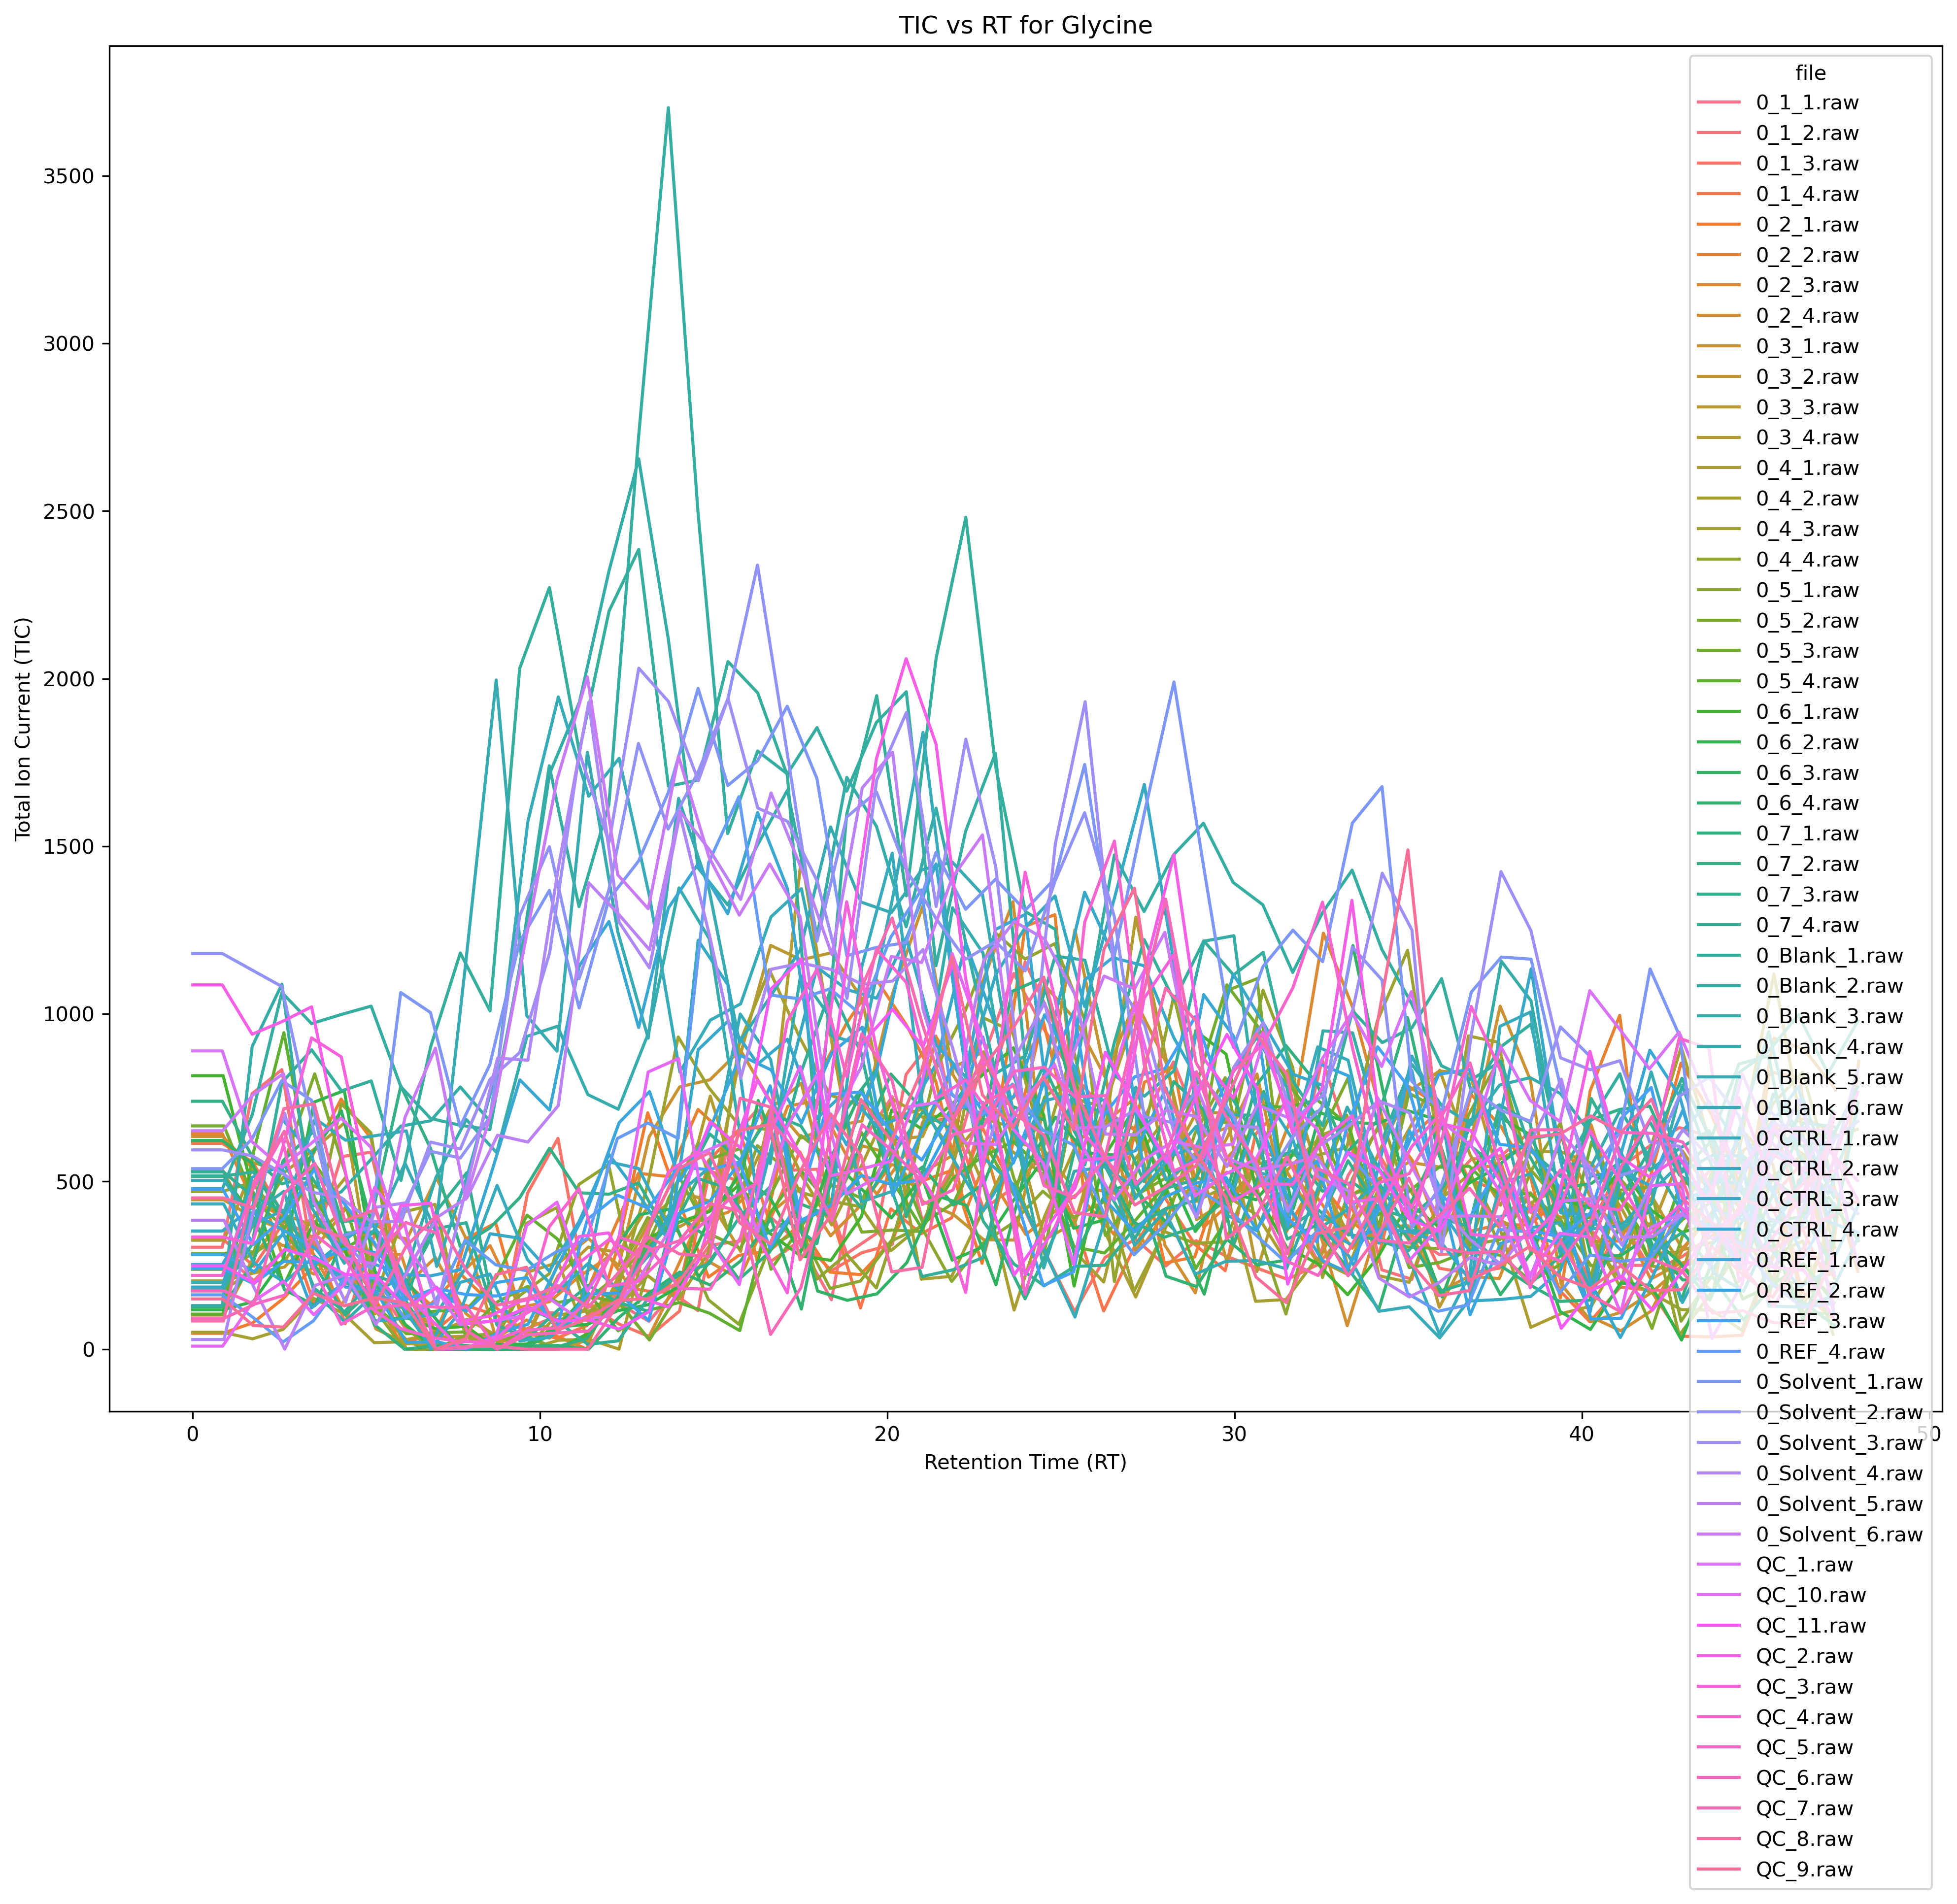 TIC vs RT for Glycine
Total Ion Current (TIC)
3500
3000
2500
2000
1500
1000
500
0
0
10
20
30
40
50
Retention Time (RT)
file
0_1_1.raw
0_1_2.raw
0_1_3.raw
0_1_4.raw
0_2_1.raw
0_2_2.raw
0_2_3.raw
0_2_4.raw
0_3_1.raw
0_3_2.raw
0_3_3.raw
0_3_4.raw
0_4_1.raw
0_4_2.raw
0_4_3.raw
0_4_4.raw
0_5_1.raw
0_5_2.raw
0_5_3.raw
0_5_4.raw
0_6_1.raw
0_6_2.raw
0_6_3.raw
0_6_4.raw
0_7_1.raw
0_7_2.raw
0_7_3.raw
0_7_4.raw
0_Blank_1.raw
0_Blank_2.raw
0_Blank_3.raw
0_Blank_4.raw
0_Blank_5.raw
0_Blank_6.raw
0_CTRL_1.raw
0_CTRL_2.raw
0_CTRL_3.raw
0_CTRL_4.raw
0_REF_1.raw
0_REF_2.raw
0_REF_3.raw
0_REF_4.raw
0_Solvent_1.raw
0_Solvent_2.raw
0_Solvent_3.raw
0_Solvent_4.raw
0_Solvent_5.raw
0_Solvent_6.raw
QC_1.raw
QC_10.raw
QC_11.raw
QC_2.raw
QC_3.raw
QC_4.raw
QC_5.raw
QC_6.raw
QC_7.raw
QC_8.raw
QC_9.raw